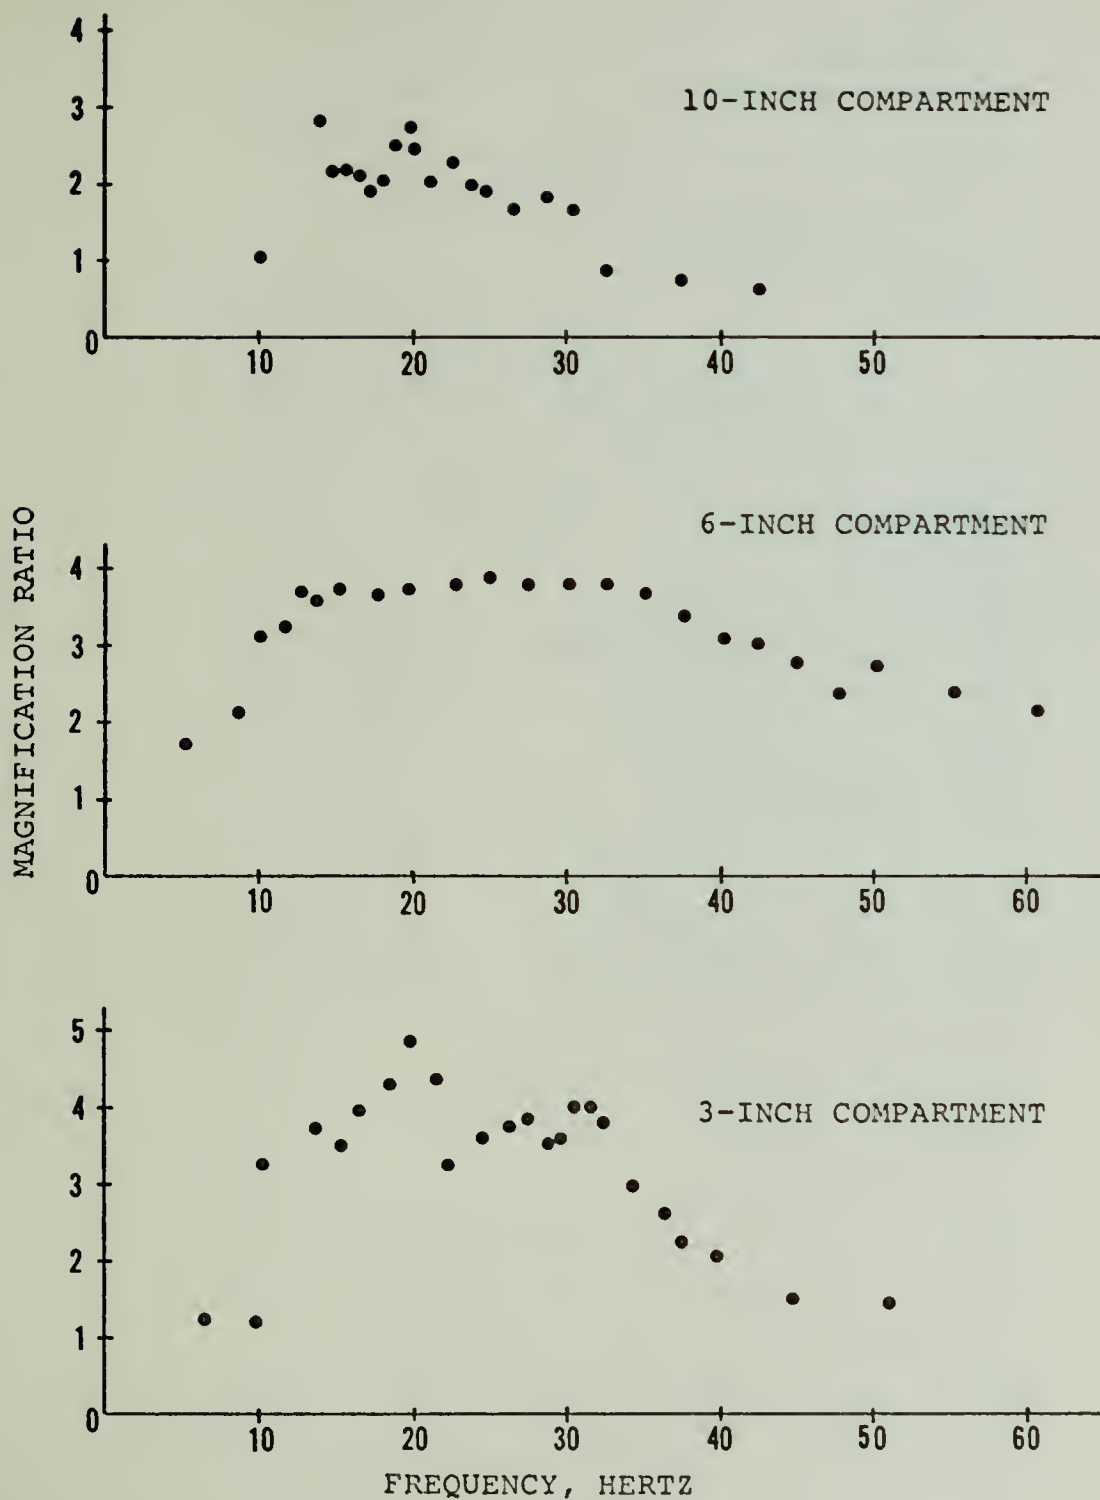 4
10-INCH COMPARTMENT
3
2
1
0
10 20 30 40 50
MAGNIFICATION RATIO
6-INCH COMPARTMENT
4
3
2
1
0
10 20 30 40 50 60
5
4
3-INCH COMPARTMENT
3
2
1
0
10 20 30 40 50 60
FREQUENCY, HERTZ